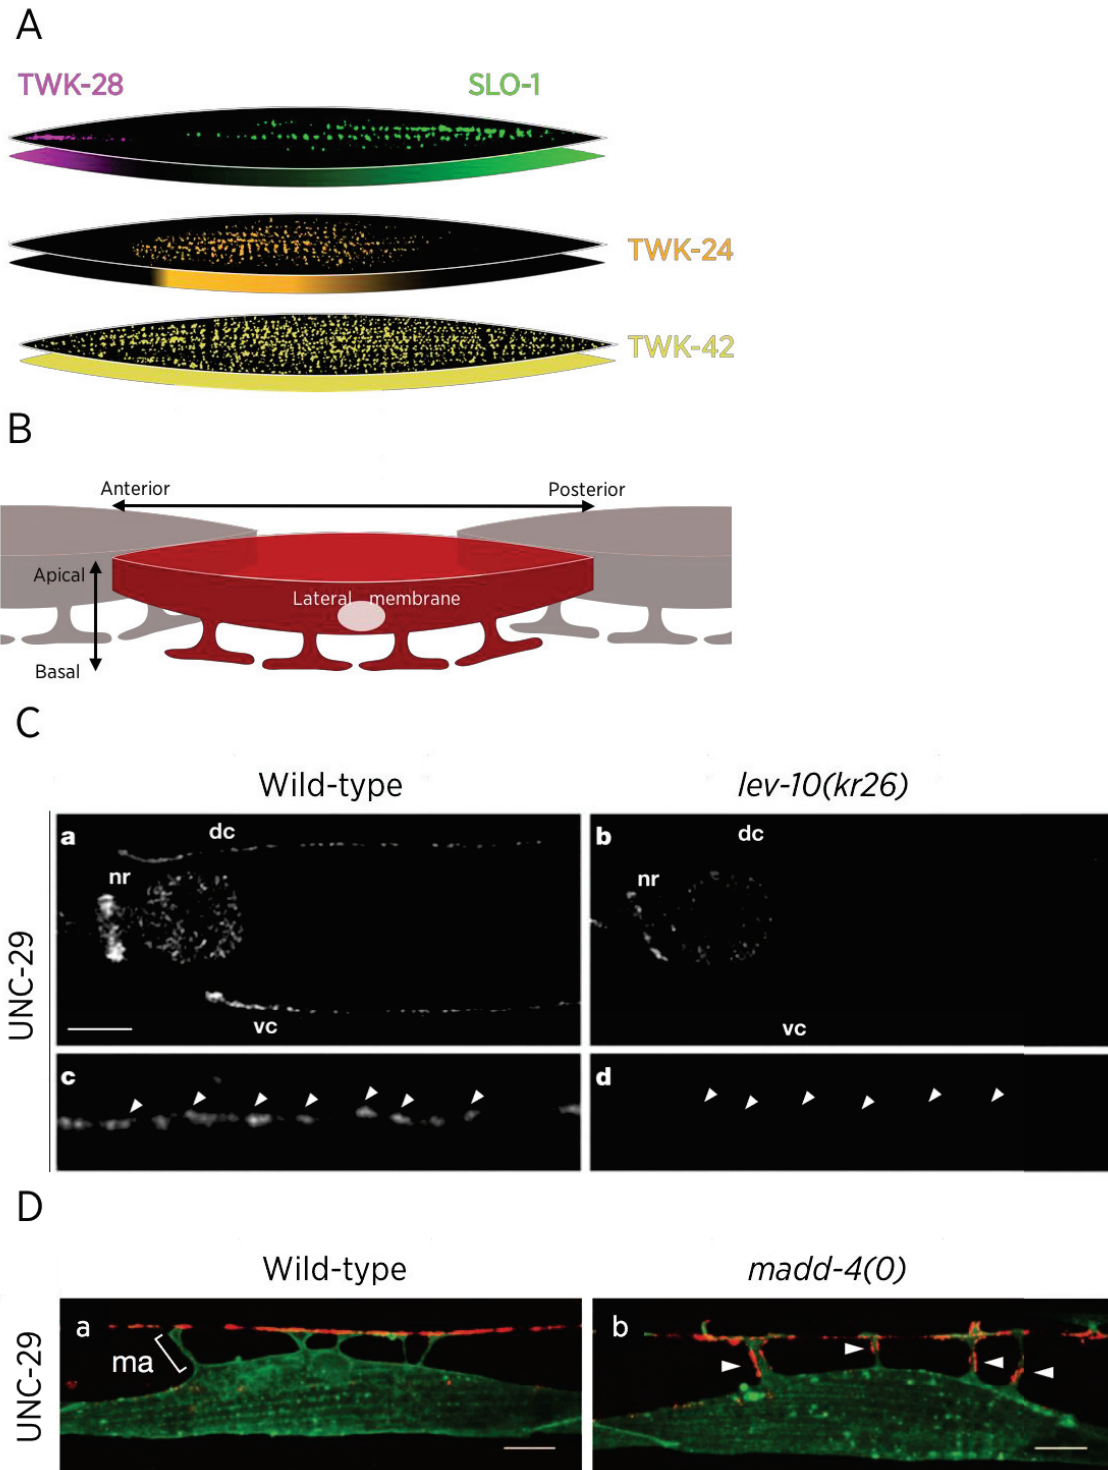 A
TWK-28 SLO-1
TWK-24
TWK-42
B
Anterior Posterior
Apical
Lateral membrane
Basal
C
Wild-type lev-10(kr26)
UNC-29
a dc
nr
vc
b dc
nr
vc
c
d
D
Wild-type madd-4(0)
UNC-29
a
ma
b